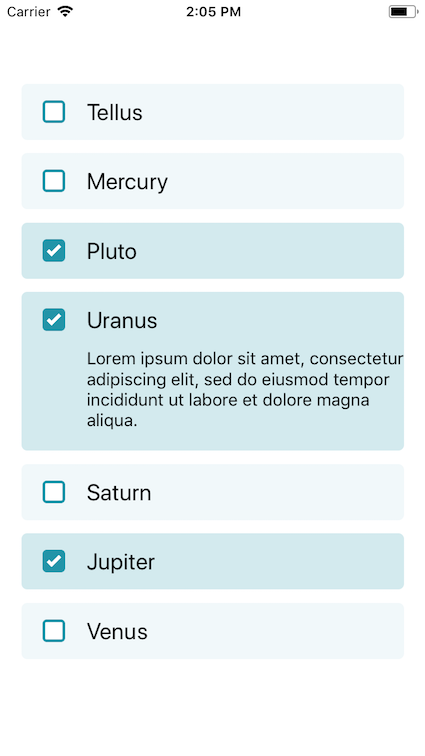 Carrier 2:05 PM
Tellus
Mercury
Pluto
Uranus
Lorem ipsum dolor sit amet, consectetur
adipiscing elit, sed do eiusmod tempor
incididunt ut labore et dolore magna
aliqua.
Saturn
Jupiter
Venus